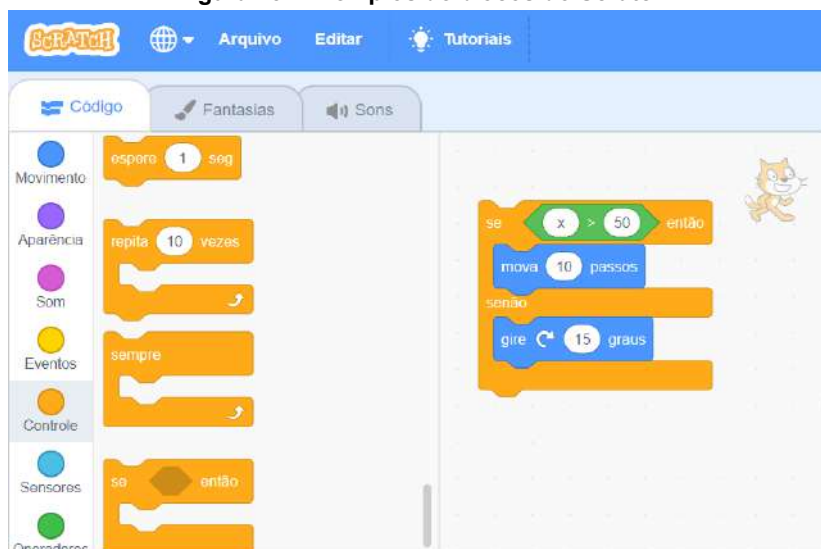 SCRATCH Arquivo Editar Tutoriais
Código Fantasias Sons
Movimento
Aparência
Som
Eventos
Controle
Sensores
Operadores
espere 1 seg
repita 10 vezes
sempre
se então
se x > 50 então
mova 10 passos
senão
gire 15 graus